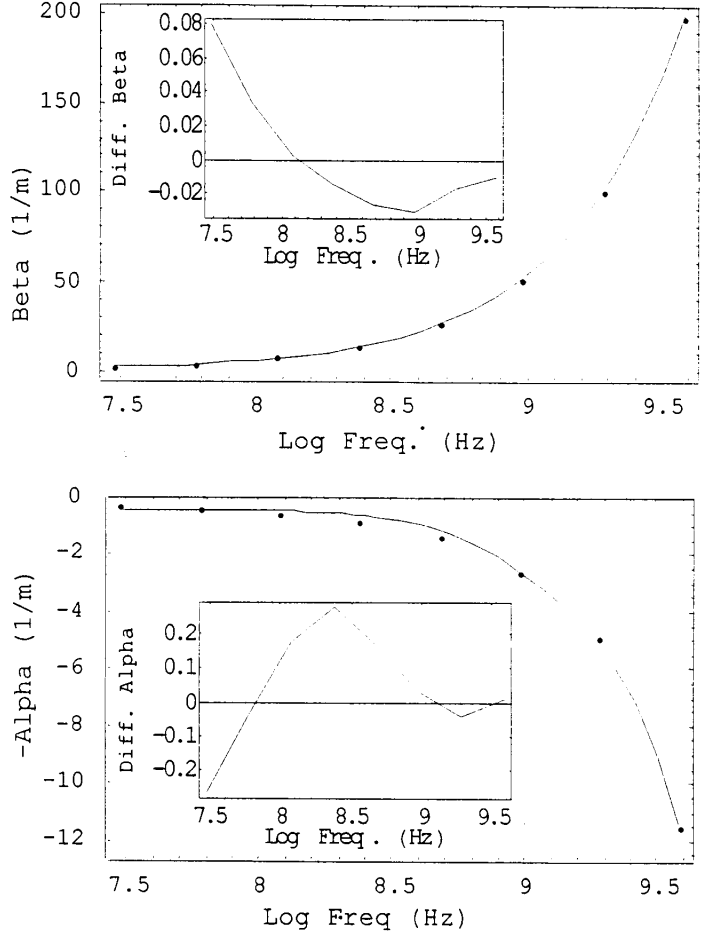 200
150
100
50
0
Beta (1/m)
7.5 8 8.5 9 9.5
Log Freq. (Hz)
0.08
0.06
0.04
0.02
0
-0.02
Diff. Beta
7.5 8 8.5 9 9.5
Log Freq. (Hz)
0
-2
-4
-6
-8
-10
-12
-Alpha (1/m)
7.5 8 8.5 9 9.5
Log Freq (Hz)
0.2
0.1
0
-0.1
-0.2
Diff. Alpha
7.5 8 8.5 9 9.5
Log Freq. (Hz)